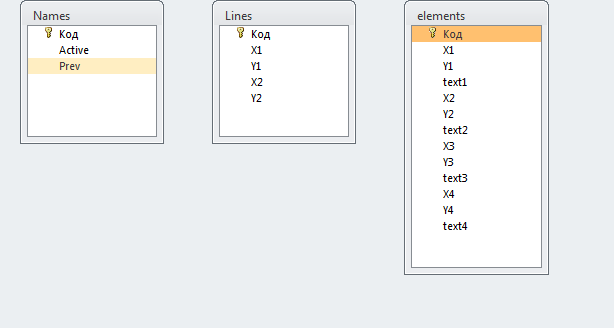 Names
Код
Active
Prev
Lines
Код
X1
Y1
X2
Y2
elements
Код
X1
Y1
text1
X2
Y2
text2
X3
Y3
text3
X4
Y4
text4